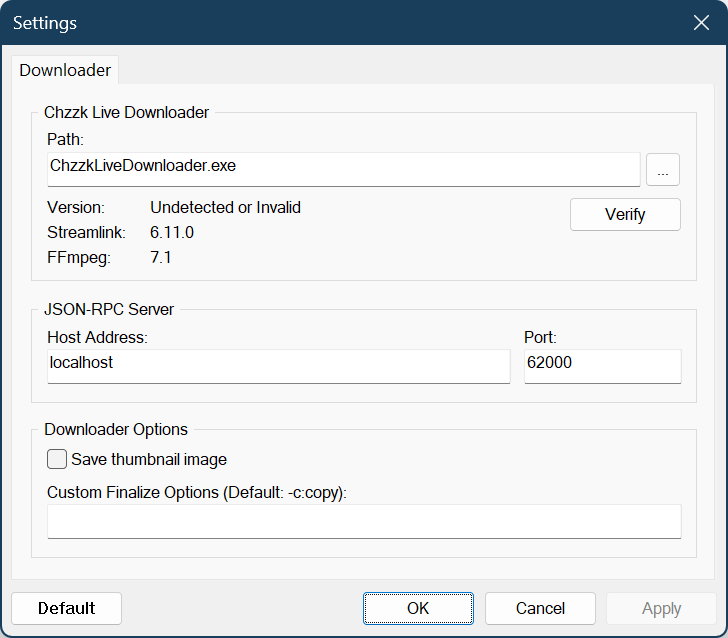 Settings
Downloader
Chzzk Live Downloader
Path:
ChzzkLiveDownloader.exe
...
Version: Undetected or Invalid
Verify
Streamlink: 6.11.0
FFmpeg: 7.1
JSON-RPC Server
Host Address: Port:
localhost 62000
Downloader Options
Save thumbnail image
Custom Finalize Options (Default: -c:copy):
Default OK Cancel Apply